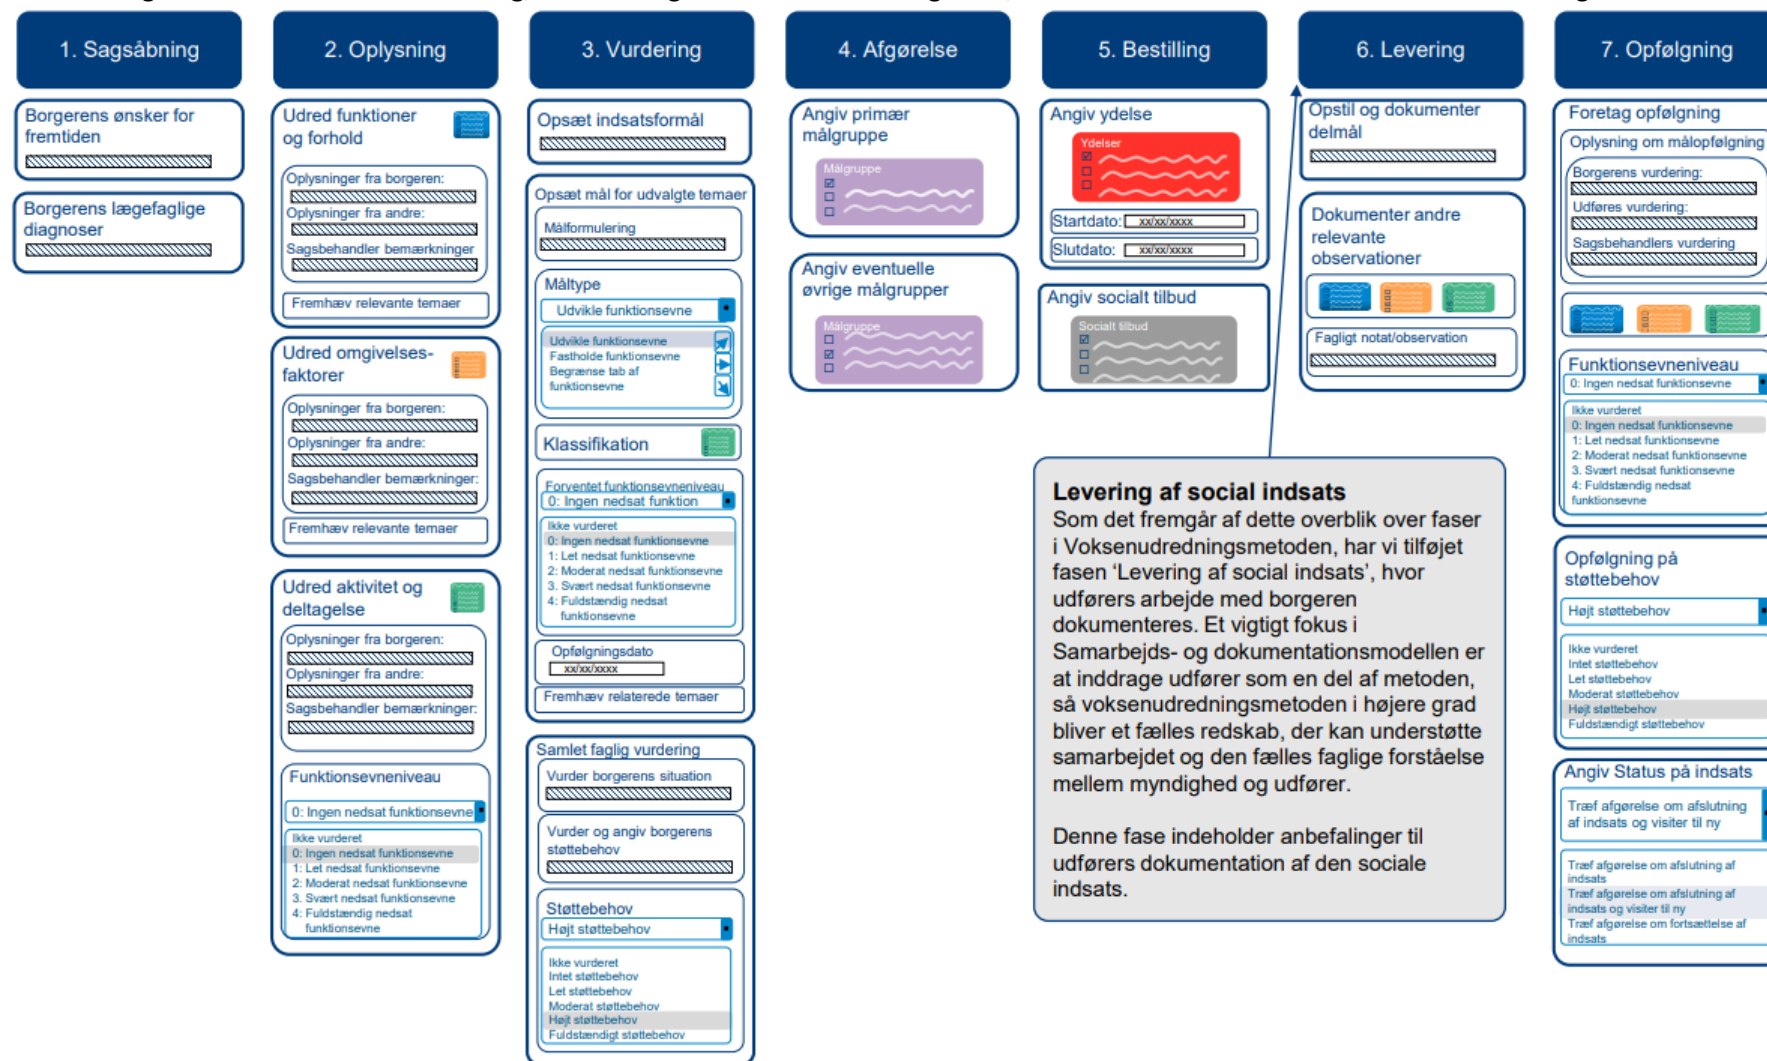 1. Sagsåbning
Borgerens ønsker for
fremtiden
Borgerens lægefaglige
diagnoser
2. Oplysning
Udred funktioner
og forhold
Oplysninger fra borgeren:
Oplysninger fra andre:
Sagsbehandler bemærkninger
Fremhæv relevante temaer
Udred omgivelses-
faktorer
Oplysninger fra borgeren:
Oplysninger fra andre:
Sagsbehandler bemærkninger:
Fremhæv relevante temaer
Udred aktivitet og
deltagelse
Oplysninger fra borgeren:
Oplysninger fra andre:
Sagsbehandler bemærkninger:
Funktionsevneniveau
0: Ingen nedsat funktionsevne
Ikke vurderet
0: Ingen nedsat funktionsevne
1: Let nedsat funktionsevne
2: Moderat nedsat funktionsevne
3. Svært nedsat funktionsevne
4: Fuldstændig nedsat
funktionsevne
3. Vurdering
Opsæt indsatsformål
Opsæt mål for udvalgte temaer
Målformulering
Måltype
Udvikle funktionsevne
Udvikle funktionsevne
Fastholde funktionsevne
Begrænse tab af
funktionsevne
Klassifikation
Forventet funktionsevneniveau
0: Ingen nedsat funktion
Ikke vurderet
0: Ingen nedsat funktionsevne
1: Let nedsat funktionsevne
2: Moderat nedsat funktionsevne
3. Svært nedsat funktionsevne
4: Fuldstændig nedsat
funktionsevne
Opfølgningsdato
xx/xx/xxxx
Fremhæv relaterede temaer
Samlet faglig vurdering
Vurder borgerens situation
Vurder og angiv borgerens
støttebehov
Støttebehov
Højt støttebehov
Ikke vurderet
Intet støttebehov
Let støttebehov
Moderat støttebehov
Højt støttebehov
Fuldstændigt støttebehov
4. Afgørelse
Angiv primær
målgruppe
Målgruppe
Angiv eventuelle
øvrige målgrupper
Målgruppe
5. Bestilling
Angiv ydelse
Ydelser
Startdato: xx/xx/xxxx
Slutdato: xx/xx/xxxx
Angiv socialt tilbud
Socialt tilbud
6. Levering
Opstil og dokumenter
delmål
Dokumenter andre
relevante
observationer
Fagligt notat/observation
Levering af social indsats
Som det fremgår af dette overblik over faser
i Voksenudredningsmetoden, har vi tilføjet
fasen ‘Levering af social indsats’, hvor
udførers arbejde med borgeren
dokumenteres. Et vigtigt fokus i
Samarbejds- og dokumentationsmodellen er
at inddrage udfører som en del af metoden,
så voksenudredningsmetoden i højere grad
bliver et fælles redskab, der kan understøtte
samarbejdet og den fælles faglige forståelse
mellem myndighed og udfører.
Denne fase indeholder anbefalinger til
udførers dokumentation af den sociale
indsats.
7. Opfølgning
Foretag opfølgning
Oplysning om målopfølgning
Borgerens vurdering:
Udføres vurdering:
Sagsbehandlers vurdering
Funktionsevneniveau
0: Ingen nedsat funktionsevne
Ikke vurderet
0: Ingen nedsat funktionsevne
1: Let nedsat funktionsevne
2: Moderat nedsat funktionsevne
3. Svært nedsat funktionsevne
4: Fuldstændig nedsat
funktionsevne
Opfølgning på
støttebehov
Højt støttebehov
Ikke vurderet
Intet støttebehov
Let støttebehov
Moderat støttebehov
Højt støttebehov
Fuldstændigt støttebehov
Angiv Status på indsats
Træf afgørelse om afslutning
af indsats og visiter til ny
Træf afgørelse om afslutning af
indsats
Træf afgørelse om afslutning af
indsats og visiter til ny
Træf afgørelse om fortsættelse af
indsats